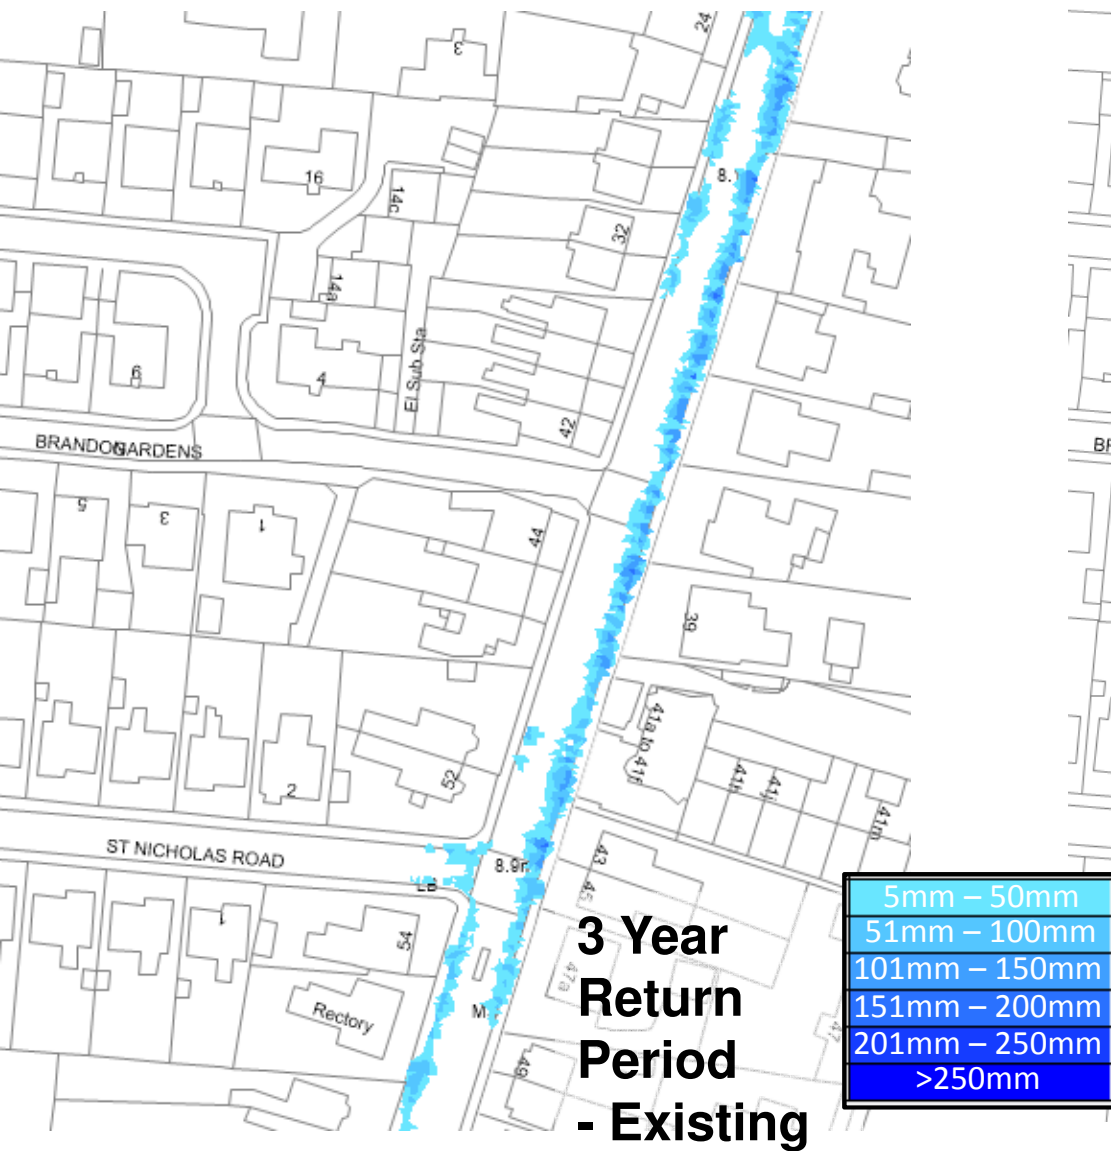 24
3
16
14c
8.
32
14a
El Sub Sta
6
4
42
BRANDON GARDENS
BR
5
3
1
44
39
41a to 41f
52
2
41h
41j
41m
ST NICHOLAS ROAD
8.9m
43
LB
45
1
54
47a
Rectory
47
49
3 Year
Return
Period
- Existing
5mm – 50mm
51mm – 100mm
101mm – 150mm
151mm – 200mm
201mm – 250mm
>250mm